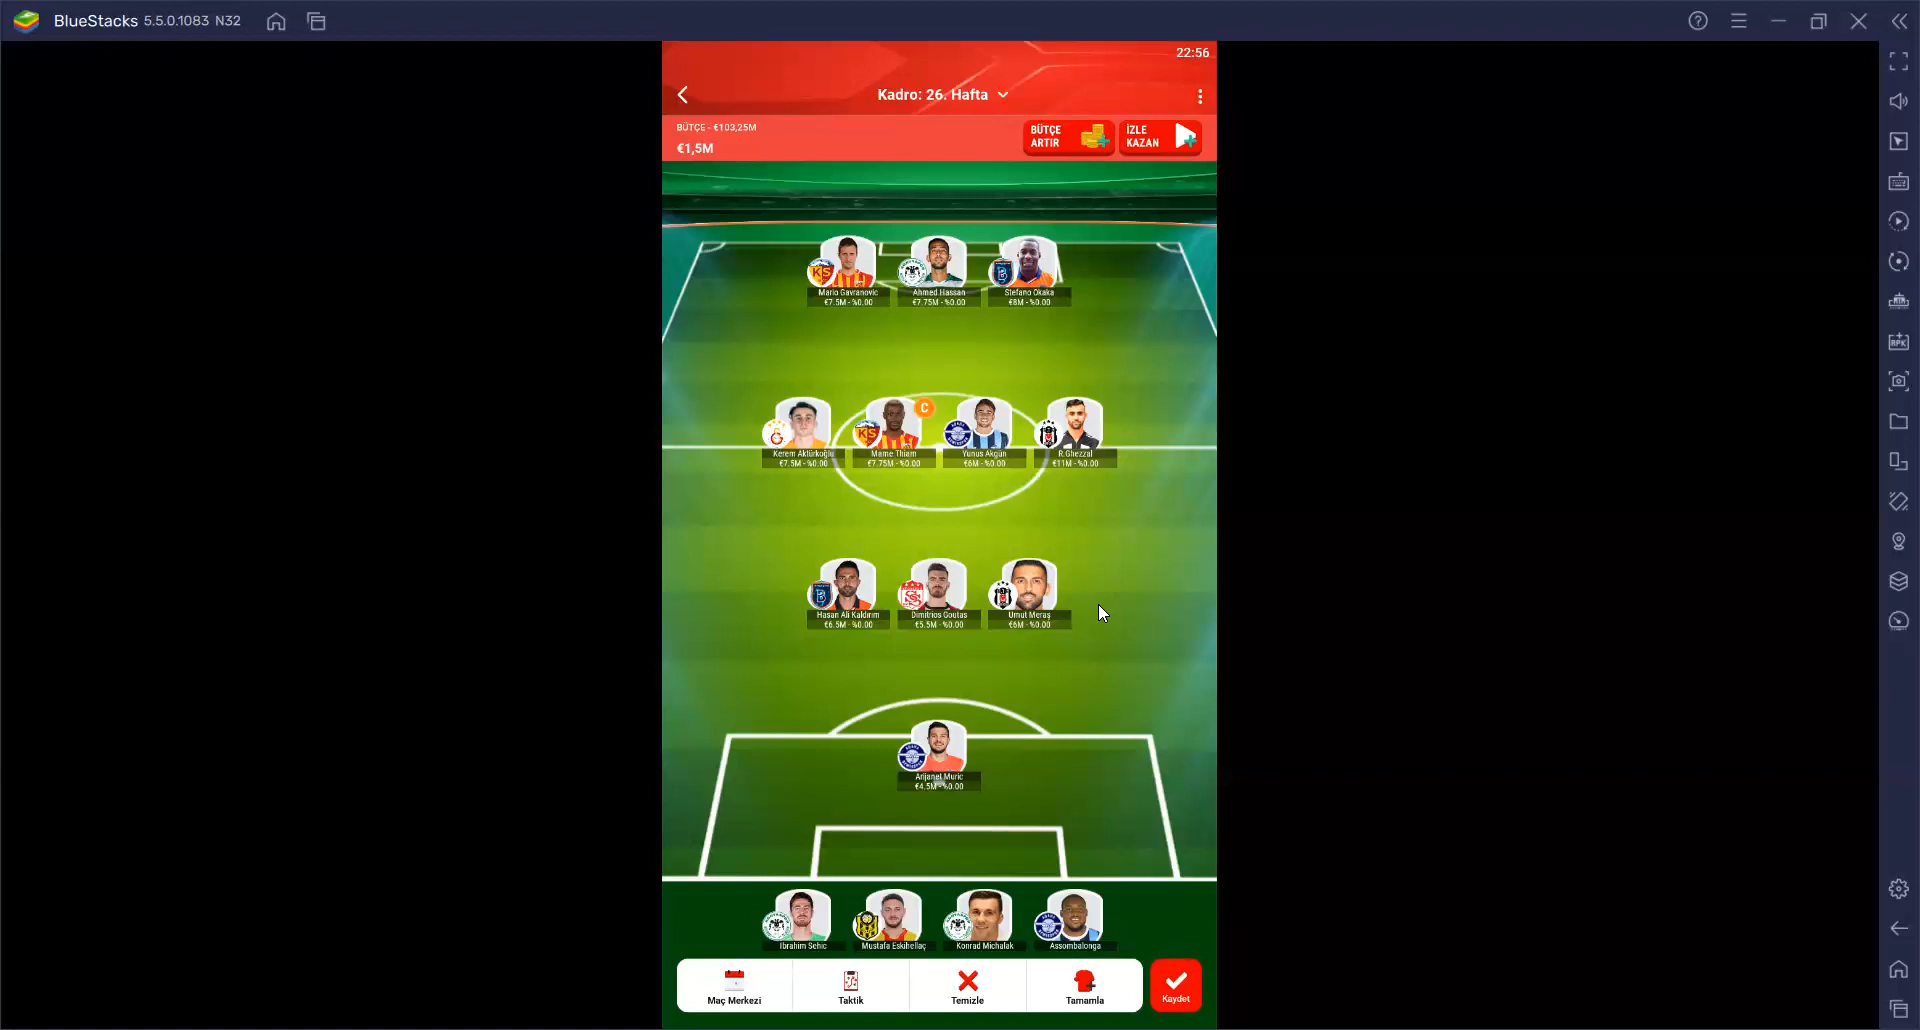 BlueStacks 5.5.0.1083 N32
22:56
Kadro: 26. Hafta
BÜTÇE - €103,25M
€1,5M
BÜTÇE
ARTIR
İZLE
KAZAN
Mario Gavranovic
€7.5M - %0.00
Ahmed Hassan
€7.75M - %0.00
Stefano Okaka
€8M - %0.00
C
Kerem Aktürkoğlu
€7.5M - %0.00
Mame Thiam
€7.75M - %0.00
Yunus Akgün
€6M - %0.00
R.Ghezzal
€11M - %0.00
Hasan Ali Kaldırım
€6.5M - %0.00
Dimitrios Goutas
€5.5M - %0.00
Umut Meraş
€6M - %0.00
Arijanet Muric
€4.5M - %0.00
Ibrahim Sehic
Mustafa Eskihellaç
Konrad Michalak
Assombalonga
Maç Merkezi
Taktik
Temizle
Tamamla
Kaydet